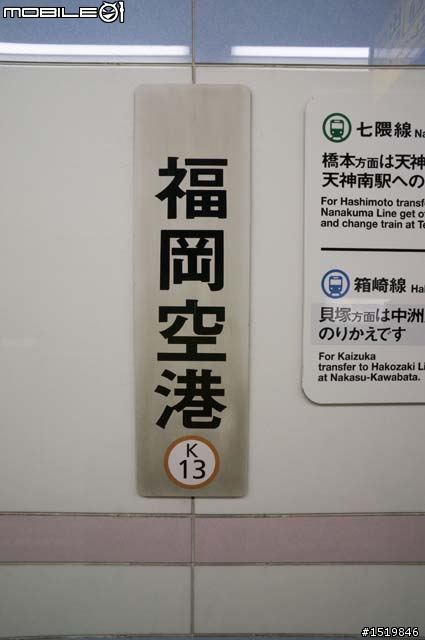 MOBILE01
福岡空港
K
13
七隈線 Na
橋本方面は天神
天神南駅への
For Hashimoto transf
Nanakuma Line get o
and change train at Te
箱崎線 Ha
貝塚方面は中洲
のりかえです
For Kaizuka
transfer to Hakozaki Li
at Nakasu-Kawabata.
#1519846